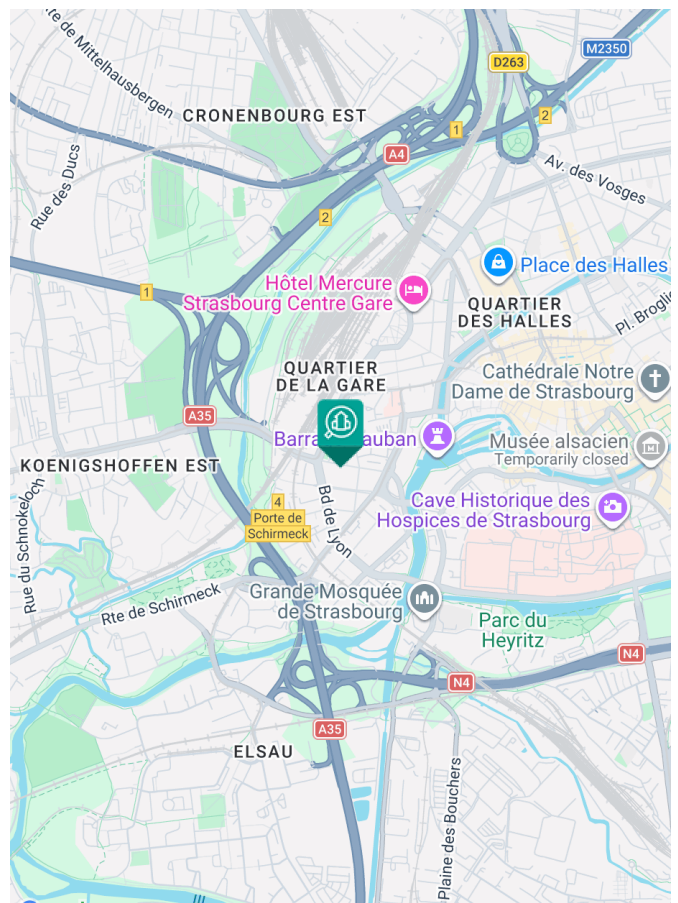 te de Mittelhausbergen
M2350
D263
CRONENBOURG EST
1
2
A4
Av. des Vosges
Rue des Ducs
2
Place des Halles
1
Hôtel Mercure
Strasbourg Centre Gare
QUARTIER
DES HALLES
Pl. Broglie
QUARTIER
DE LA GARE
Cathédrale Notre
Dame de Strasbourg
A35
Barra
auban
Musée alsacien
Temporarily closed
KOENIGSHOFFEN EST
4
Porte de
Schirmeck
Bd de Lyon
Cave Historique des
Hospices de Strasbourg
Rue du Schnokeloch
Rte de Schirmeck
Grande Mosquée
de Strasbourg
Parc du
Heyritz
N4
N4
A35
ELSAU
Plaine des Bouchers